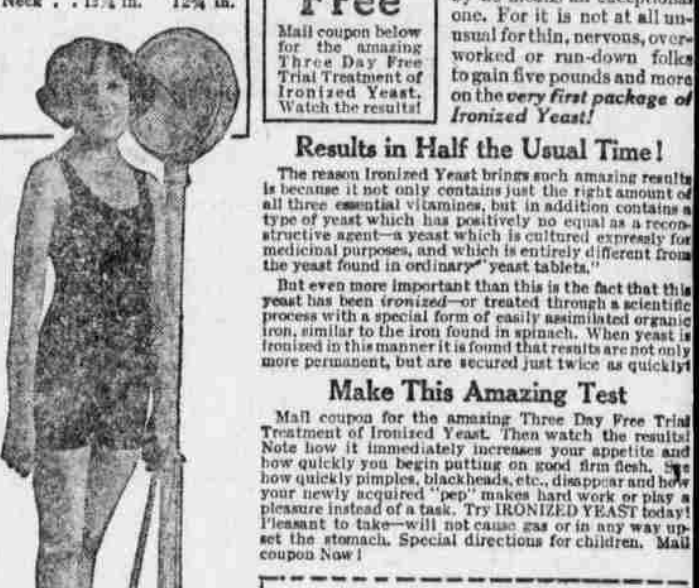 Neck . . 13¼ in. 12¾ in.
Free
Mail coupon below
for the amazing
Three Day Free
Trial Treatment of
Ironized Yeast.
Watch the results!
one. For it is not at all un-
usual for thin, nervous, over-
worked or run-down folks
to gain five pounds and more
on the very first package of
Ironized Yeast!
Results in Half the Usual Time!
The reason Ironized Yeast brings such amazing results
is because it not only contains just the right amount of
all three essential vitamines, but in addition contains a
type of yeast which has positively no equal as a recon-
structive agent—a yeast which is cultured expressly for
medicinal purposes, and which is entirely different from
the yeast found in ordinary "yeast tablets."
But even more important than this is the fact that this
yeast has been ironized—or treated through a scientific
process with a special form of easily assimilated organic
iron, similar to the iron found in spinach. When yeast is
ironized in this manner it is found that results are not only
more permanent, but are secured just twice as quickly!
Make This Amazing Test
Mail coupon for the amazing Three Day Free Trial
Treatment of Ironized Yeast. Then watch the results!
Note how it immediately increases your appetite and
how quickly you begin putting on good firm flesh. See
how quickly pimples, blackheads, etc., disappear and how
your newly acquired "pep" makes hard work or play a
pleasure instead of a task. Try IRONIZED YEAST today!
Pleasant to take—will not cause gas or in any way up-
set the stomach. Special directions for children. Mail
coupon Now!